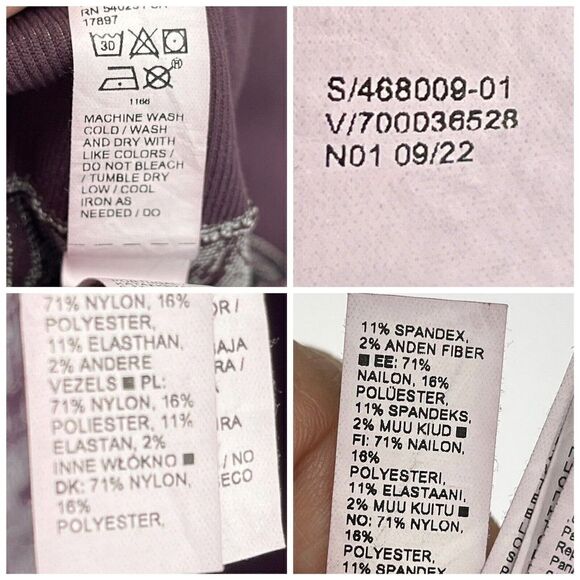 17897
30
H
1166
MACHINE WASH
COLD / WASH
AND DRY WITH
LIKE COLORS /
DO NOT BLEACH
/ TUMBLE DRY
LOW / COOL
IRON AS
NEEDED / DO
S/468009-01
V/700036528
N01 09/22
71% NYLON, 16%
POLYESTER,
11% ELASTHAN,
2% ANDERE
VEZELS ■ PL:
71% NYLON, 16%
POLIESTER, 11%
ELASTAN, 2%
INNE WŁÓKNO ■
DK: 71% NYLON,
16%
POLYESTER,
/ NO
ECO
11% SPANDEX,
2% ANDEN FIBER
■ EE: 71%
NAILON, 16%
POLÜESTER,
11% SPANDEKS,
2% MUU KIUD ■
FI: 71% NAILON,
16%
POLYESTERI,
11% ELASTAANI,
2% MUU KUITU ■
NO: 71% NYLON,
16%
POLYESTER,
11% SPANDEX